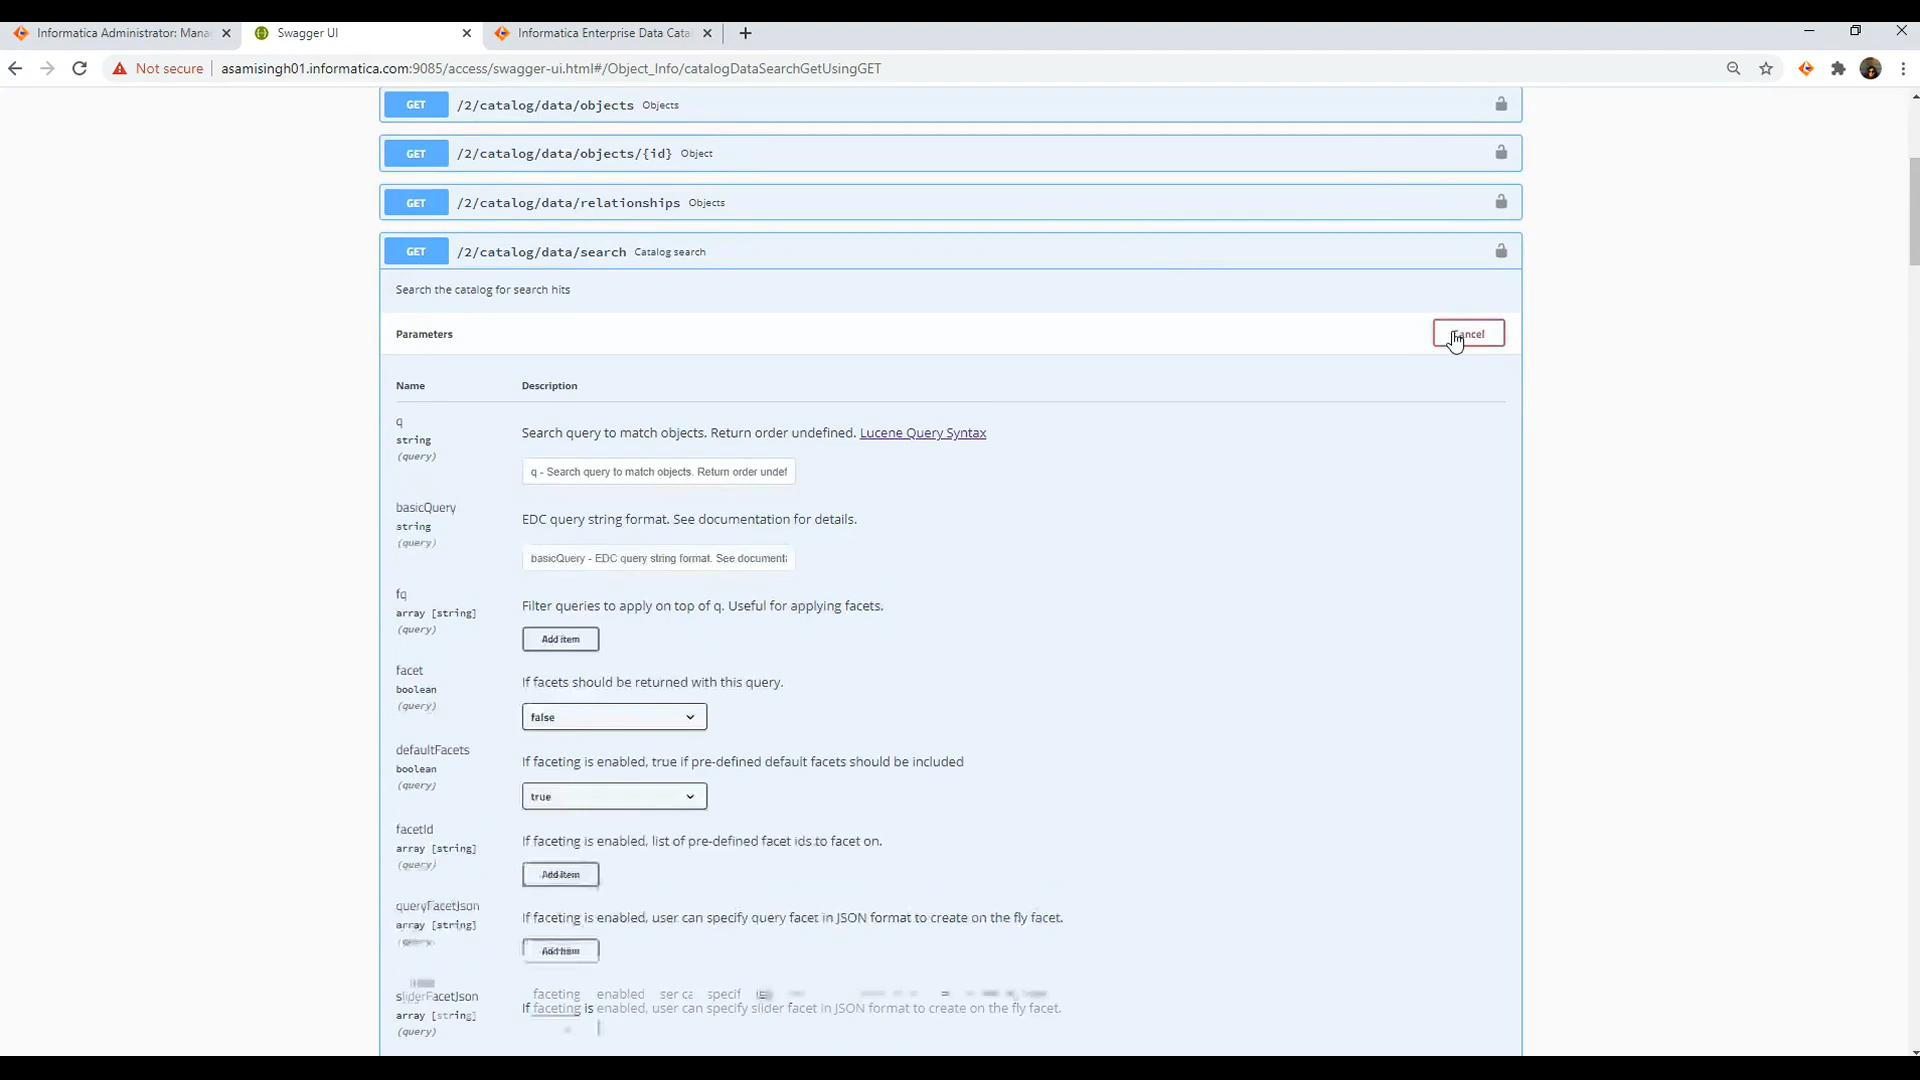 Informatica Administrator: Mana
Swagger UI
Informatica Enterprise Data Cata
Not secure
asamisingh01.informatica.com:9085/access/swagger-ui.html#/Object_Info/catalogDataSearchGetUsingGET
GET /2/catalog/data/objects Objects
GET /2/catalog/data/objects/{id} Object
GET /2/catalog/data/relationships Objects
GET /2/catalog/data/search Catalog search
Search the catalog for search hits
Parameters
Cancel
Name Description
q
string
(query)
Search query to match objects. Return order undefined. Lucene Query Syntax
q - Search query to match objects. Return order undef
basicQuery
string
(query)
EDC query string format. See documentation for details.
basicQuery - EDC query string format. See documenta
fq
array [string]
(query)
Filter queries to apply on top of q. Useful for applying facets.
Add item
facet
boolean
(query)
If facets should be returned with this query.
false
defaultFacets
boolean
(query)
If faceting is enabled, true if pre-defined default facets should be included
true
facetId
array [string]
(query)
If faceting is enabled, list of pre-defined facet ids to facet on.
Add item
queryFacetJson
array [string]
(query)
If faceting is enabled, user can specify query facet in JSON format to create on the fly facet.
Add item
sliderFacetJson
array [string]
(query)
faceting enabled
If faceting is enabled, user can specify slider facet in JSON format to create on the fly facet.